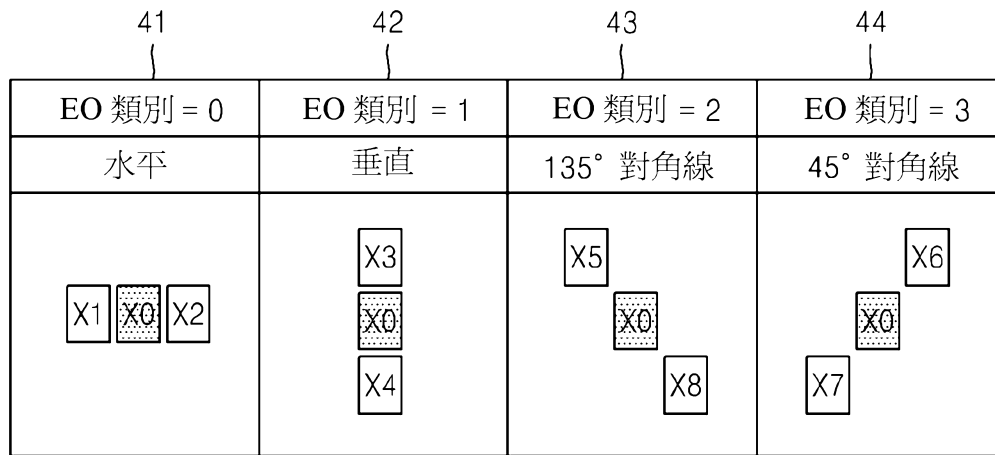 41 42 43 44
EO 類別 = 0 EO 類別 = 1 EO 類別 = 2 EO 類別 = 3
水平 垂直 135° 對角線 45° 對角線
X3 X5 X6
X1 X0 X2 X0 X0 X0
X4 X8 X7